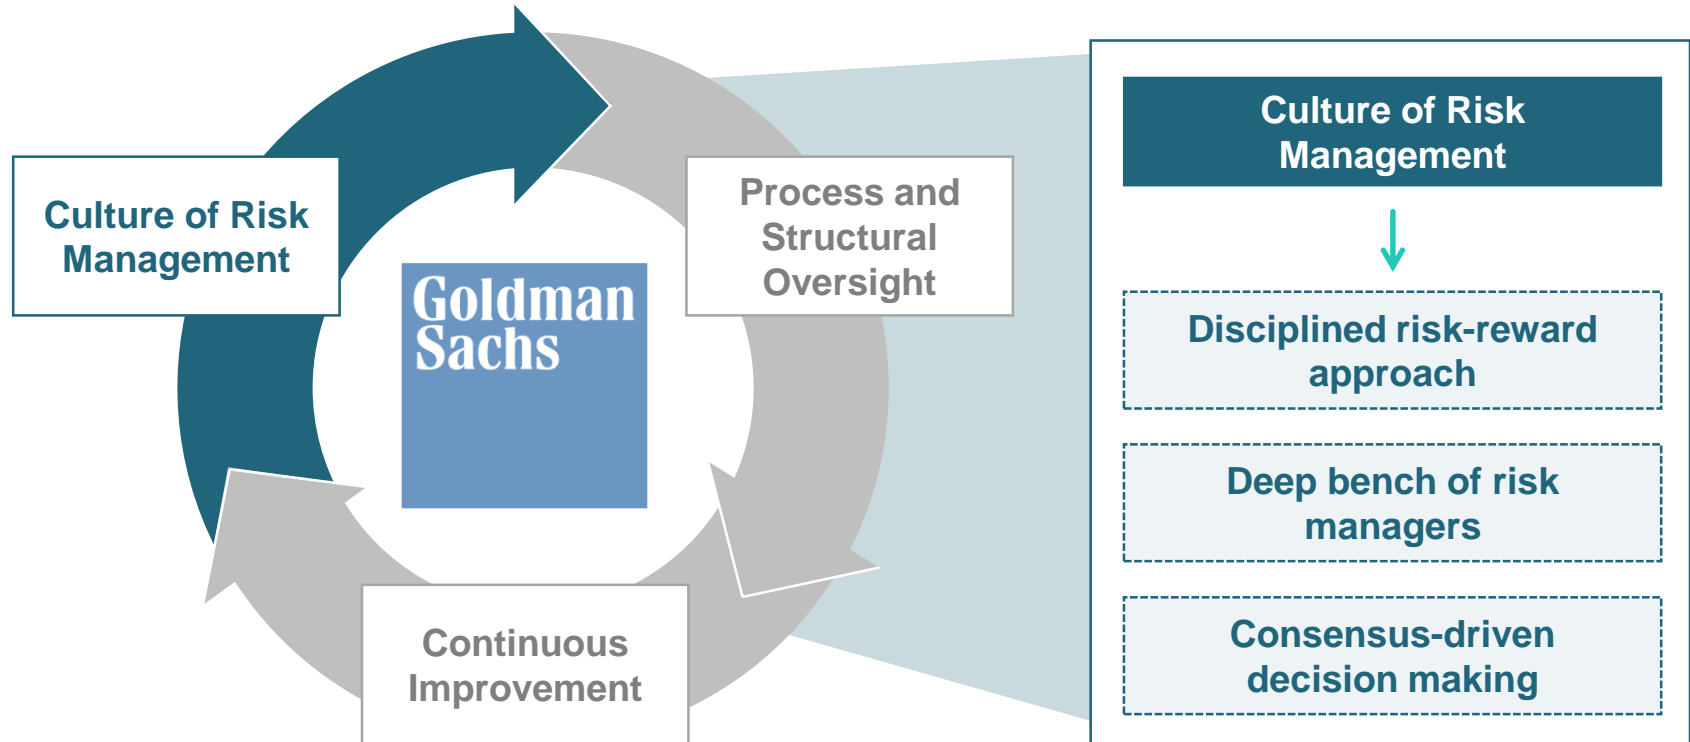 Culture of Risk
Management
Process and
Structural
Oversight
Goldman
Sachs
Continuous
Improvement
Culture of Risk
Management
Disciplined risk-reward
approach
Deep bench of risk
managers
Consensus-driven
decision making